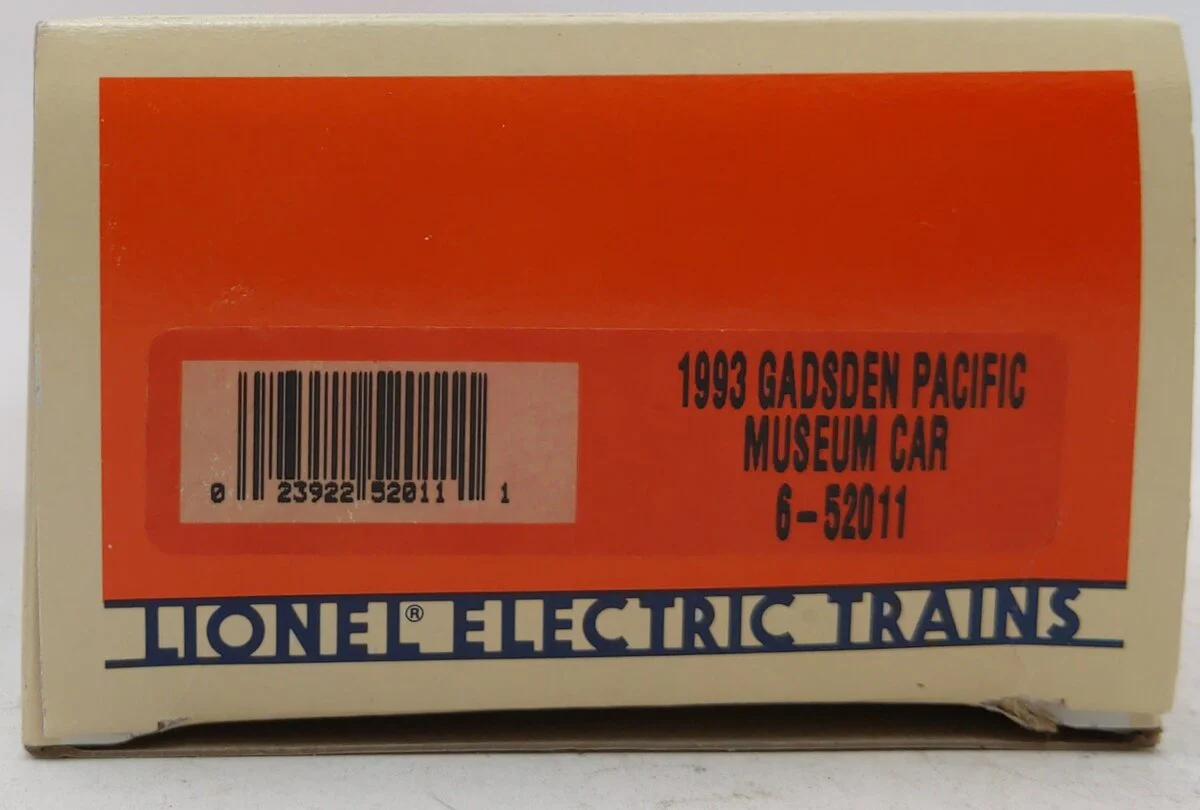 1993 GADSDEN PACIFIC
MUSEUM CAR
6-52011
0 23922 52011 1
LIONEL® ELECTRIC TRAINS